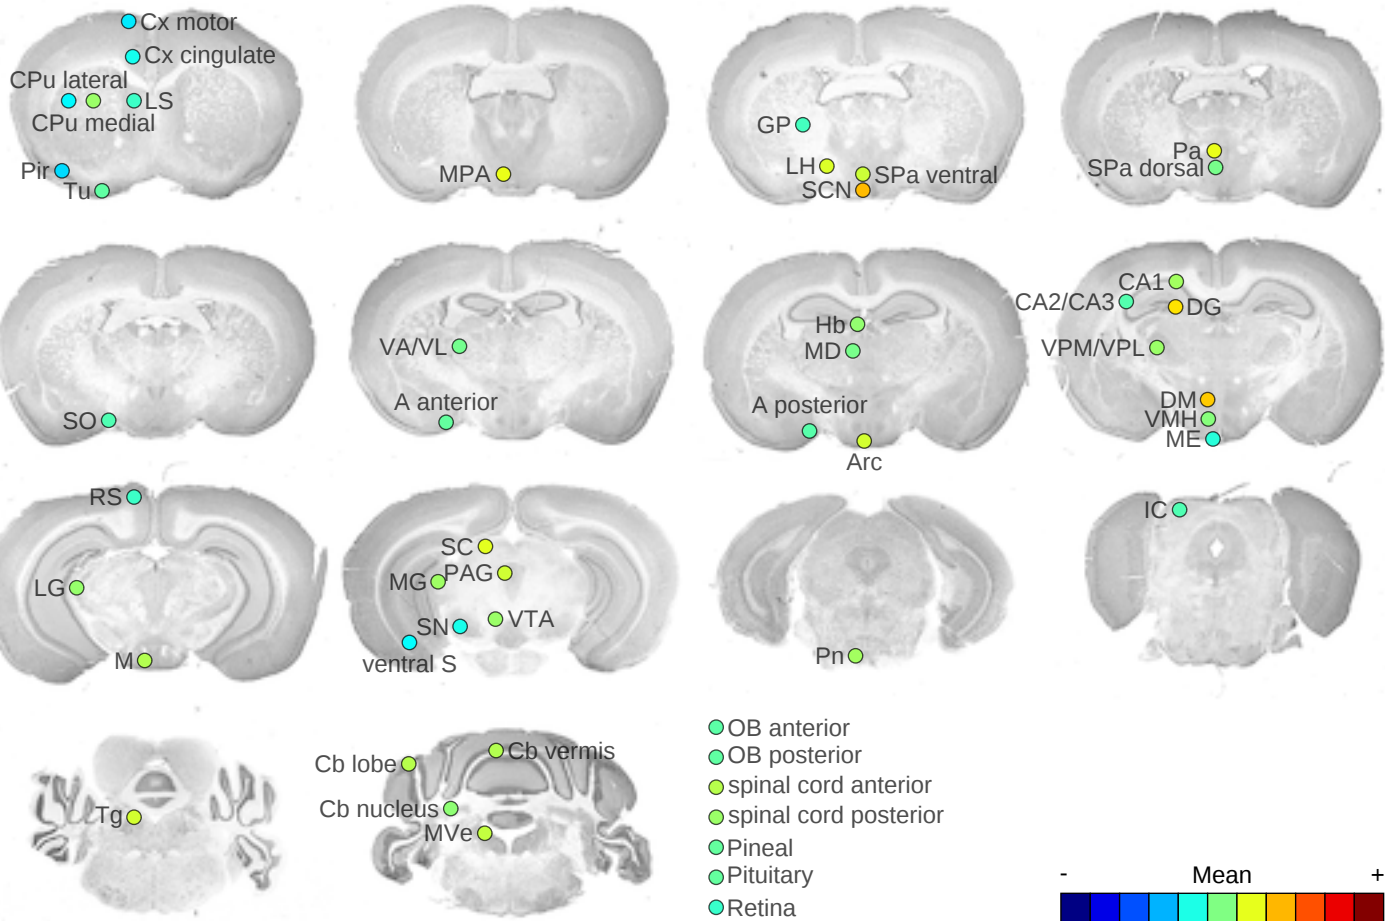 Cx motor
Cx cingulate
CPu lateral
LS
CPu medial
Pir
Tu
MPA
GP
LH
SPa ventral
SCN
Pa
SPa dorsal
SO
VA/VL
A anterior
Hb
MD
A posterior
Arc
CA1
CA2/CA3
DG
VPM/VPL
DM
VMH
ME
RS
LG
M
SC
PAG
MG
VTA
SN
ventral S
Pn
IC
Tg
Cb vermis
Cb lobe
Cb nucleus
MVe
OB anterior
OB posterior
spinal cord anterior
spinal cord posterior
Pineal
Pituitary
Retina
- Mean +